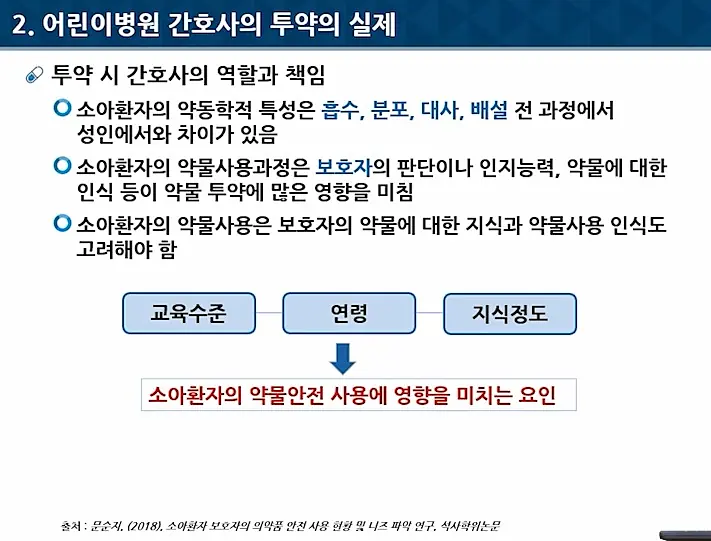 2. 어린이병원 간호사의 투약의 실제
투약 시 간호사의 역할과 책임
소아환자의 약동학적 특성은 흡수, 분포, 대사, 배설 전 과정에서
성인에서와 차이가 있음
소아환자의 약물사용과정은 보호자의 판단이나 인지능력, 약물에 대한
인식 등이 약물 투약에 많은 영향을 미침
소아환자의 약물사용은 보호자의 약물에 대한 지식과 약물사용 인식도
고려해야 함
교육수준 연령 지식정도
소아환자의 약물안전 사용에 영향을 미치는 요인
출처 : 문순지, (2018), 소아환자 보호자의 의약품 안전 사용 현황 및 니즈 파악 연구, 석사학위논문